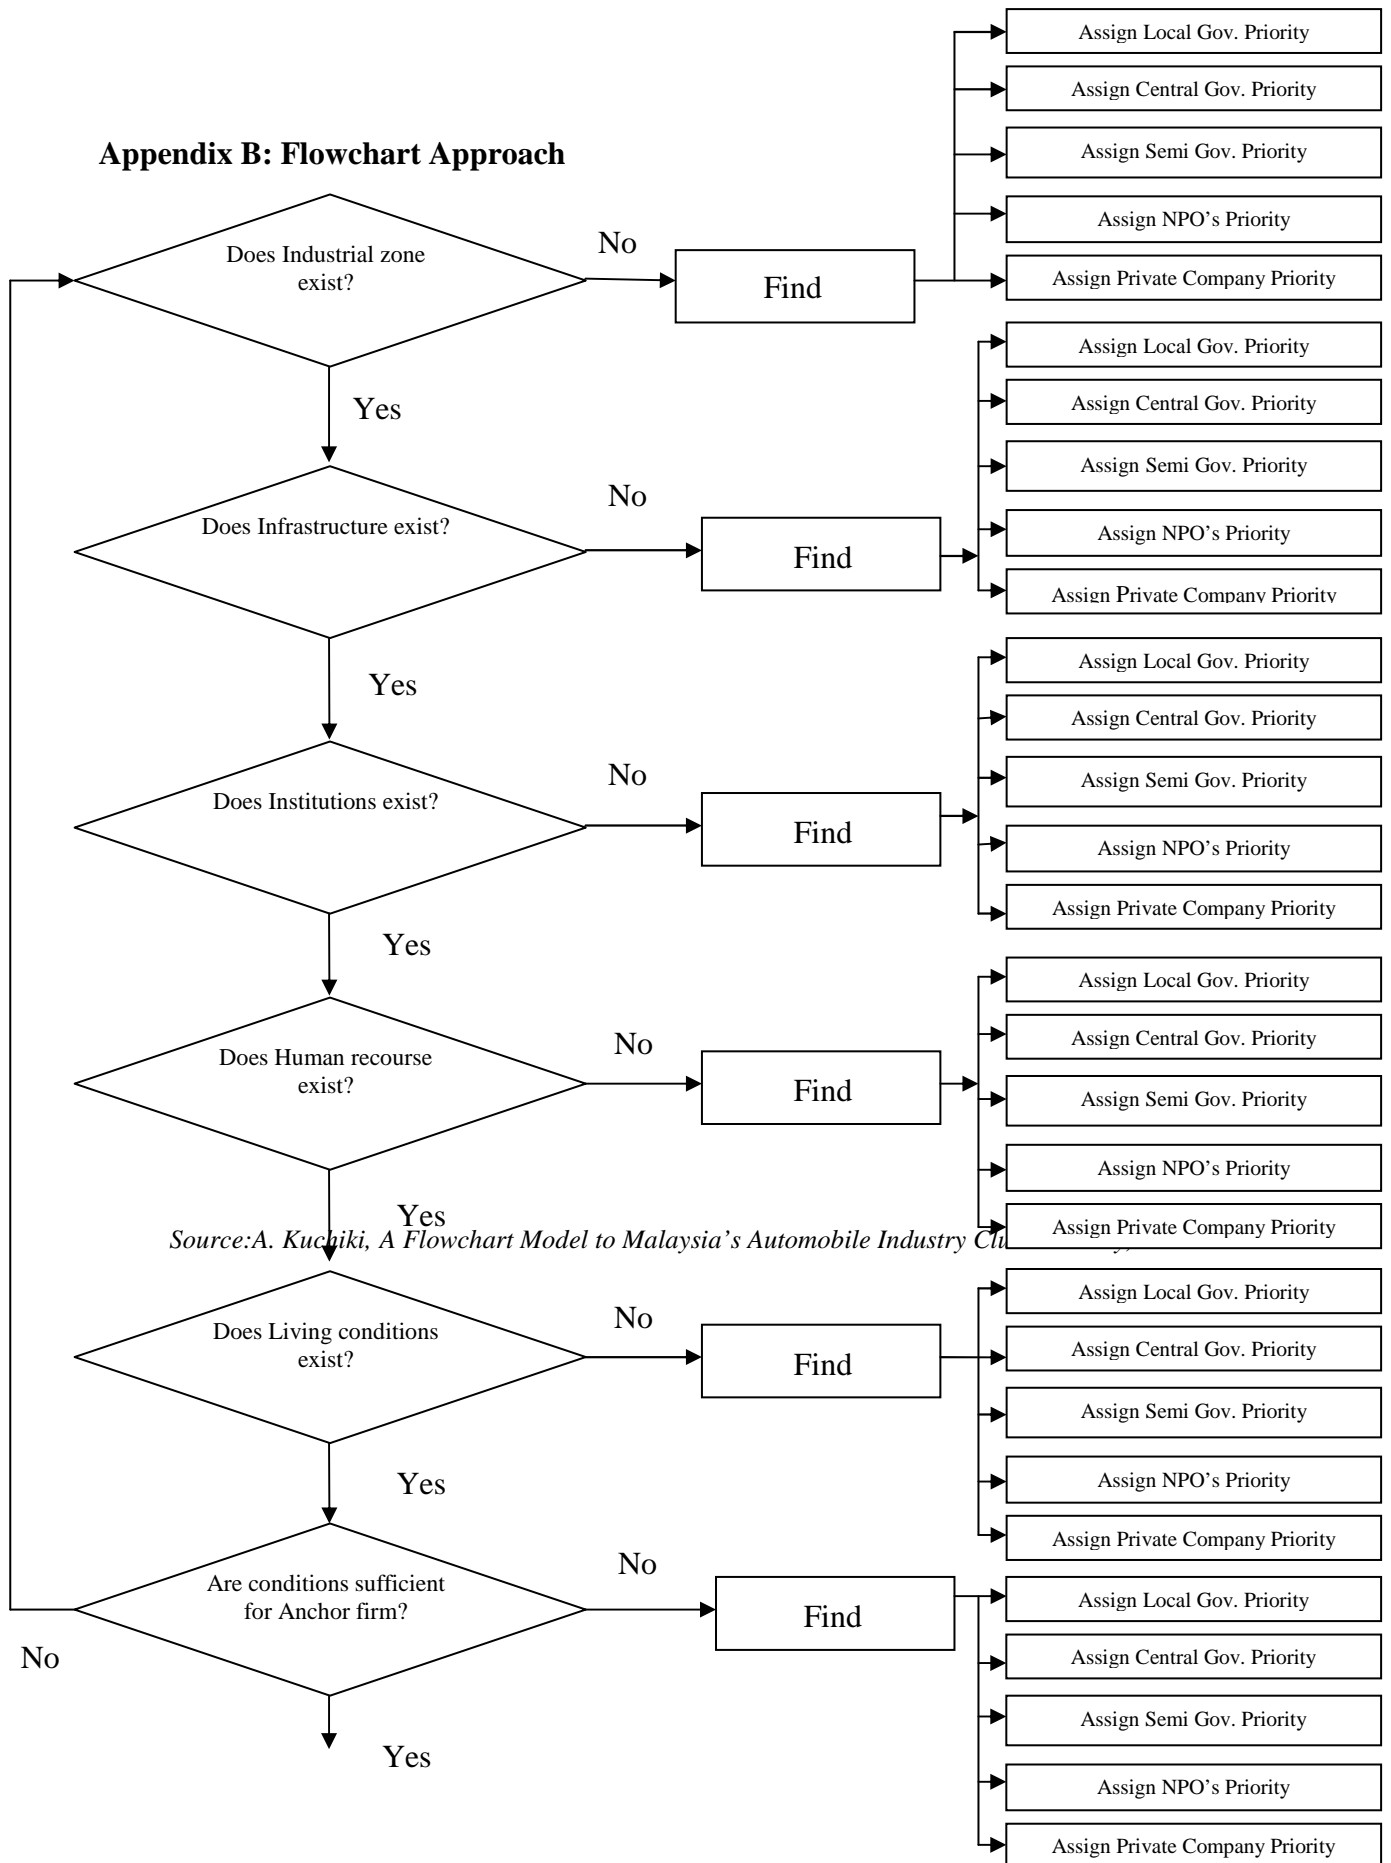 Assign Local Gov. Priority
Assign Central Gov. Priority
Appendix B: Flowchart Approach
Assign Semi Gov. Priority
Assign NPO’s Priority
Does Industrial zone
exist?
No
Find
Assign Private Company Priority
Yes
Assign Local Gov. Priority
Assign Central Gov. Priority
Assign Semi Gov. Priority
Does Infrastructure exist?
No
Find
Assign NPO’s Priority
Assign Private Company Priority
Yes
Assign Local Gov. Priority
Assign Central Gov. Priority
Assign Semi Gov. Priority
Does Institutions exist?
No
Find
Assign NPO’s Priority
Assign Private Company Priority
Yes
Assign Local Gov. Priority
Assign Central Gov. Priority
Does Human recourse
exist?
No
Find
Assign Semi Gov. Priority
Assign NPO’s Priority
Assign Private Company Priority
Yes
Source:A. Kuchiki, A Flowchart Model to Malaysia’s Automobile Industry
Assign Local Gov. Priority
Does Living conditions
exist?
No
Find
Assign Central Gov. Priority
Assign Semi Gov. Priority
Assign NPO’s Priority
Assign Private Company Priority
Yes
Are conditions sufficient
for Anchor firm?
No
Find
Assign Local Gov. Priority
Assign Central Gov. Priority
No
Assign Semi Gov. Priority
Yes
Assign NPO’s Priority
Assign Private Company Priority